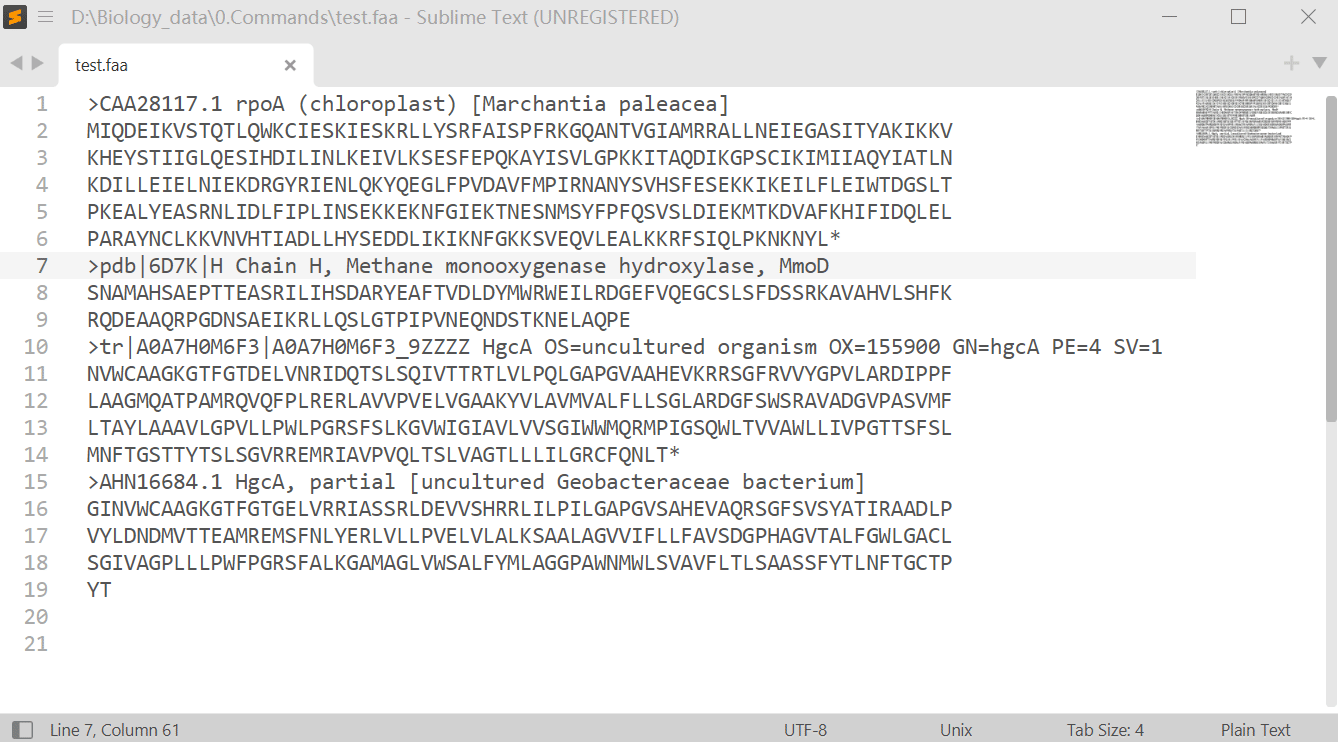 D:\Biology_data\0.Commands\test.faa - Sublime Text (UNREGISTERED)
test.faa
1 >CAA28117.1 rpoA (chloroplast) [Marchantia paleacea]
2 MIQDEIKVSTQTLQWKCIESKIESKRLLYSRFAISPFRKGQANTVGIAMRRALLNEIEGASITYAKIKKV
3 KHEYSTIIGLQESIHDILINLKEIVLKSESFEPQKAYISVLGPKKITAQDIKGPSCIKIMIIAQYIATLN
4 KDILLEIELNIEKDRGYRIENLQKYQEGLFPVDAVFMPIRNANYSVHSFESEKKIKEILFLEIWTDGSLT
5 PKEALYEASRNLIDLFIPLINSEKKEKNFGIEKTNESNMSYFPFQSVSLDIEKMTKDVAFKHIFIDQLEL
6 PARAYNCLKKVNVHTIADLLHYSEDDLIKIKNFGKKSVEQVLEALKKRFSIQLPKNKNYL*
7 >pdb|6D7K|H Chain H, Methane monooxygenase hydroxylase, MmoD
8 SNAMAHSAEPTTEASRILIHSDARYEAFTVDLDYMWRWEILRDGEFVQEGCSLSFDSSRKAVAHVLSHFK
9 RQDEAAQRPGDNSAEIKRLLQSLGTPIPVNEQNDSTKNELAQPE
10 >tr|A0A7H0M6F3|A0A7H0M6F3_9ZZZZ HgcA OS=uncultured organism OX=155900 GN=hgcA PE=4 SV=1
11 NVWCAAGKGTFGTDELVNRIDQTSLSQIVTTRTLVLPQLGAPGVAAHEVKRRSGFRVVYGPVLARDIPPF
12 LAAGMQATPAMRQVQFPLRERLAVVPVELVGAAKYVLAVMVALFLLSGLARDGFSWSRAVADGVPASVMF
13 LTAYLAAAVLGPVLLPWLPGRSFSLKGVWIGIAVLVVSGIWWMQRMPIGSQWLTVVAWLLIVPGTTSFSL
14 MNFTGSTTYTSLSGVRREMRIAVPVQLTSLVAGTLLLILGRCFQNLT*
15 >AHN16684.1 HgcA, partial [uncultured Geobacteraceae bacterium]
16 GINVWCAAGKGTFGTGELVRRIASSRLDEVVSHRRLILPILGAPGVSAHEVAQRSGFSVSYATIRAADLP
17 VYLDNDMVTTEAMREMSFNLYERLVLLPVELVLALKSAALAGVVIFLLFAVSDGPHAGVTALFGWLGACL
18 SGIVAGPLLLPWFPGRSFALKGAMAGLVWSALFYMLAGGPAWNMWLSVAVFLTLSAASSFYTLNFTGCTP
19 YT
20
21
Line 7, Column 61 UTF-8 Unix Tab Size: 4 Plain Text